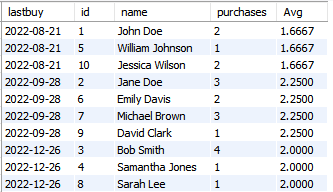 lastbuy id name purchases Avg
2022-08-21 1 John Doe 2 1.6667
2022-08-21 5 William Johnson 1 1.6667
2022-08-21 10 Jessica Wilson 2 1.6667
2022-09-28 2 Jane Doe 3 2.2500
2022-09-28 6 Emily Davis 2 2.2500
2022-09-28 7 Michael Brown 3 2.2500
2022-09-28 9 David Clark 1 2.2500
2022-12-26 3 Bob Smith 4 2.0000
2022-12-26 4 Samantha Jones 1 2.0000
2022-12-26 8 Sarah Lee 1 2.0000